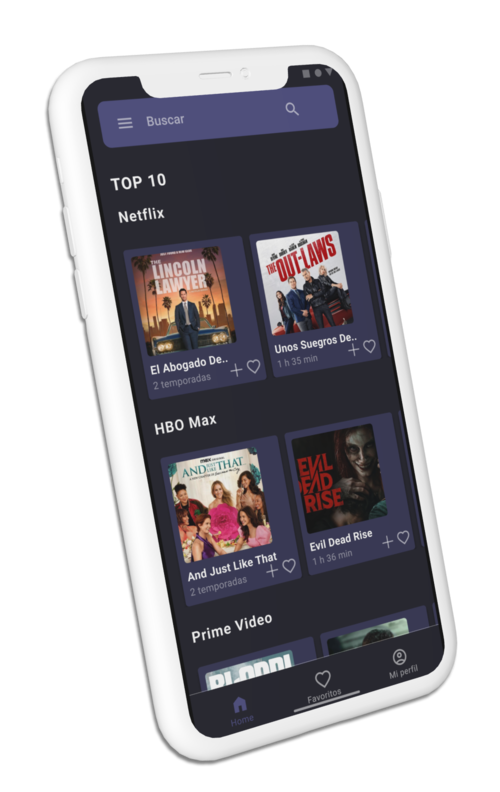 Buscar
TOP 10
Netflix
THE
LINCOLN
LAWYER
THE
OUT-LAWS
El Abogado De..
2 temporadas
Unos Suegros De..
1 h 35 min
HBO Max
AND JUST
LIKE THAT
EVIL
DEAD
RISE
And Just Like That
2 temporadas
Evil Dead Rise
1 h 36 min
Prime Video
Home
Favoritos
Mi perfil